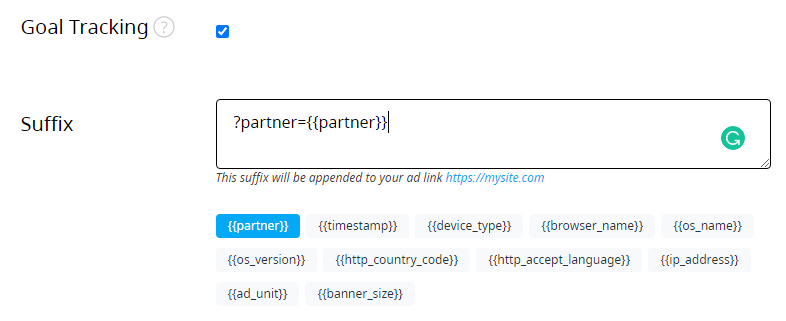 Goal Tracking ?
Suffix
?partner={{partner}}
This suffix will be appended to your ad link https://mysite.com
{{partner}} {{timestamp}} {{device_type}} {{browser_name}} {{os_name}}
{{os_version}} {{http_country_code}} {{http_accept_language}} {{ip_address}}
{{ad_unit}} {{banner_size}}